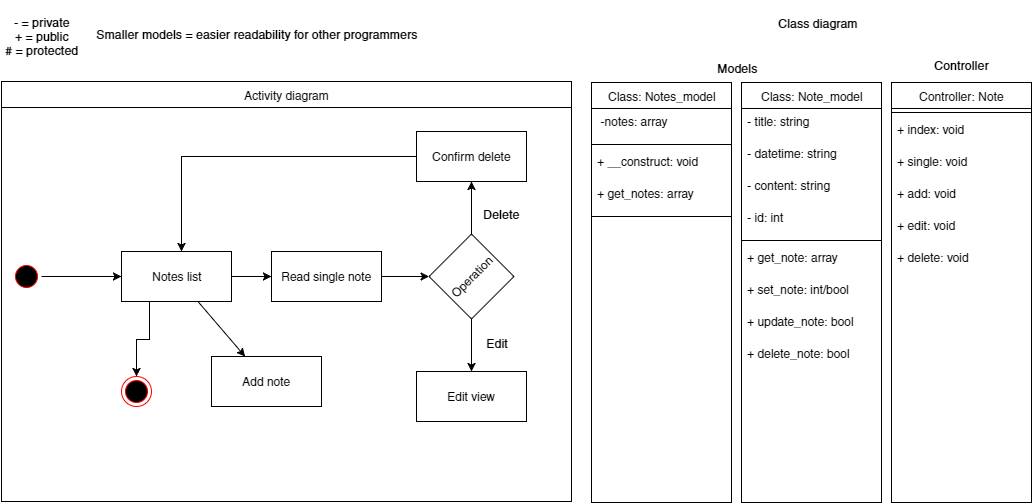 - = private
+ = public
# = protected
Smaller models = easier readability for other programmers
Class diagram
Models
Controller
Activity diagram
Confirm delete
Delete
Notes list
Read single note
Operation
Edit
Add note
Edit view
Class: Notes_model
-notes: array
+ __construct: void
+ get_notes: array
Class: Note_model
- title: string
- datetime: string
- content: string
- id: int
+ get_note: array
+ set_note: int/bool
+ update_note: bool
+ delete_note: bool
Controller: Note
+ index: void
+ single: void
+ add: void
+ edit: void
+ delete: void